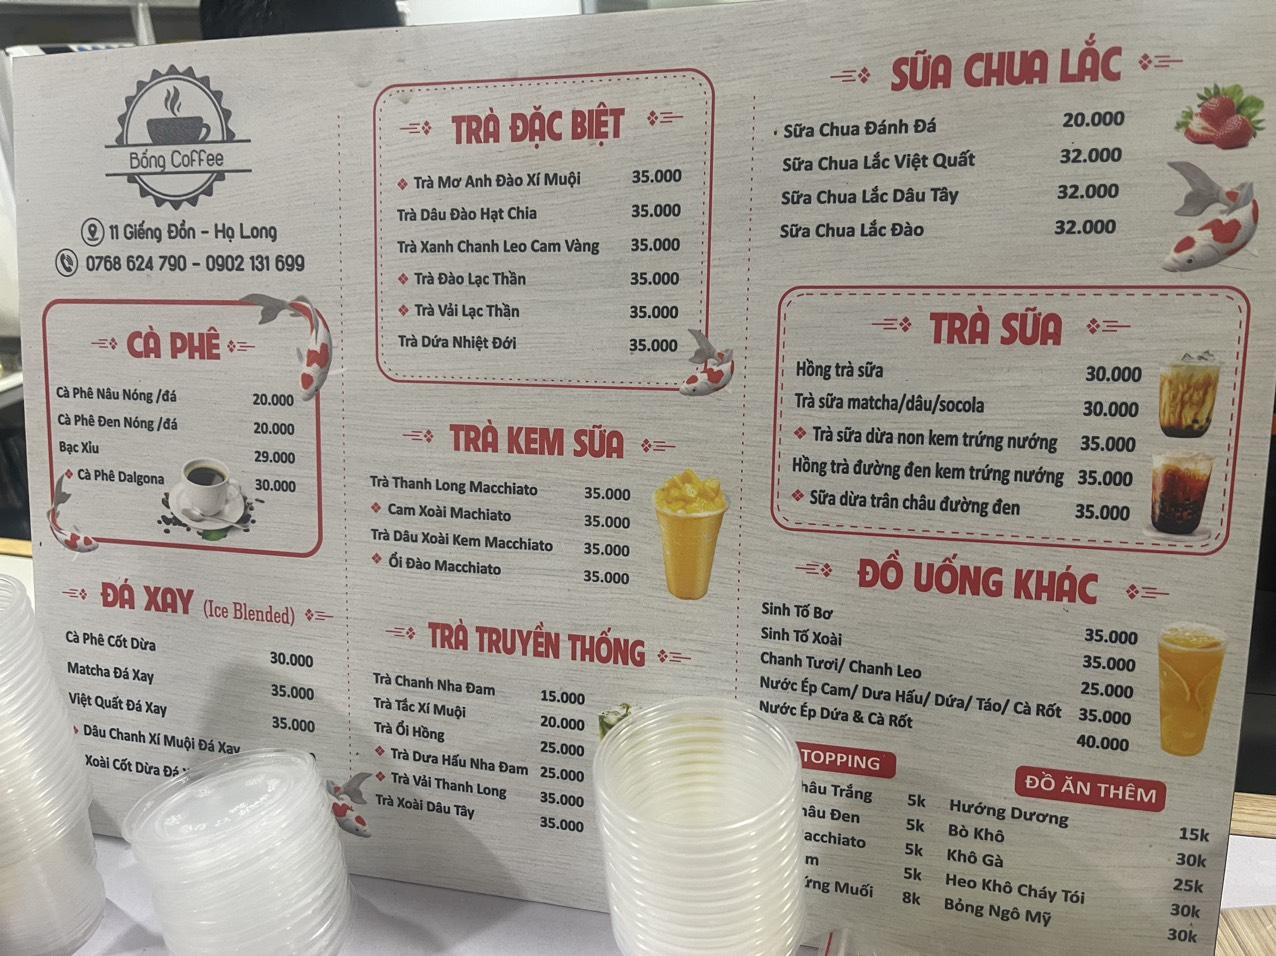 Bống Coffee
11 Giếng Đồn - Hạ Long
0768 624 790 - 0902 131 699
CÀ PHÊ
Cà Phê Nâu Nóng /đá 20.000
Cà Phê Đen Nóng /đá 20.000
Bạc Xỉu 29.000
Cà Phê Dalgona 30.000
ĐÁ XAY (Ice Blended)
Cà Phê Cốt Dừa 30.000
Matcha Đá Xay 35.000
Việt Quất Đá Xay 35.000
Dâu Chanh Xí Muội Đá Xay
Xoài Cốt Dừa Đá
TRÀ ĐẶC BIỆT
Trà Mơ Anh Đào Xí Muội 35.000
Trà Dâu Đào Hạt Chia 35.000
Trà Xanh Chanh Leo Cam Vàng 35.000
Trà Đào Lạc Thần 35.000
Trà Vải Lạc Thần 35.000
Trà Dứa Nhiệt Đới 35.000
TRÀ KEM SỮA
Trà Thanh Long Macchiato 35.000
Cam Xoài Machiato 35.000
Trà Dâu Xoài Kem Macchiato 35.000
Ổi Đào Macchiato 35.000
TRÀ TRUYỀN THỐNG
Trà Chanh Nha Đam 15.000
Trà Tắc Xí Muội 20.000
Trà Ổi Hồng 25.000
Trà Dưa Hấu Nha Đam 25.000
Trà Vải Thanh Long 35.000
Trà Xoài Dâu Tây 35.000
SỮA CHUA LẮC
Sữa Chua Đánh Đá 20.000
Sữa Chua Lắc Việt Quất 32.000
Sữa Chua Lắc Dâu Tây 32.000
Sữa Chua Lắc Đào 32.000
TRÀ SỮA
Hồng trà sữa 30.000
Trà sữa matcha/dâu/socola 30.000
Trà sữa dừa non kem trứng nướng 35.000
Hồng trà đường đen kem trứng nướng 35.000
Sữa dừa trân châu đường đen 35.000
ĐỒ UỐNG KHÁC
Sinh Tố Bơ 35.000
Sinh Tố Xoài 35.000
Chanh Tươi/ Chanh Leo 25.000
Nước Ép Cam/ Dưa Hấu/ Dứa/ Táo/ Cà Rốt 35.000
Nước Ép Dứa & Cà Rốt 40.000
TOPPING
Trắng 5k
Đen 5k
5k
5k
Muối 8k
ĐỒ ĂN THÊM
Hướng Dương 15k
Bò Khô 30k
Khô Gà 25k
Heo Khô Cháy Tỏi 30k
Bỏng Ngô Mỹ 30k